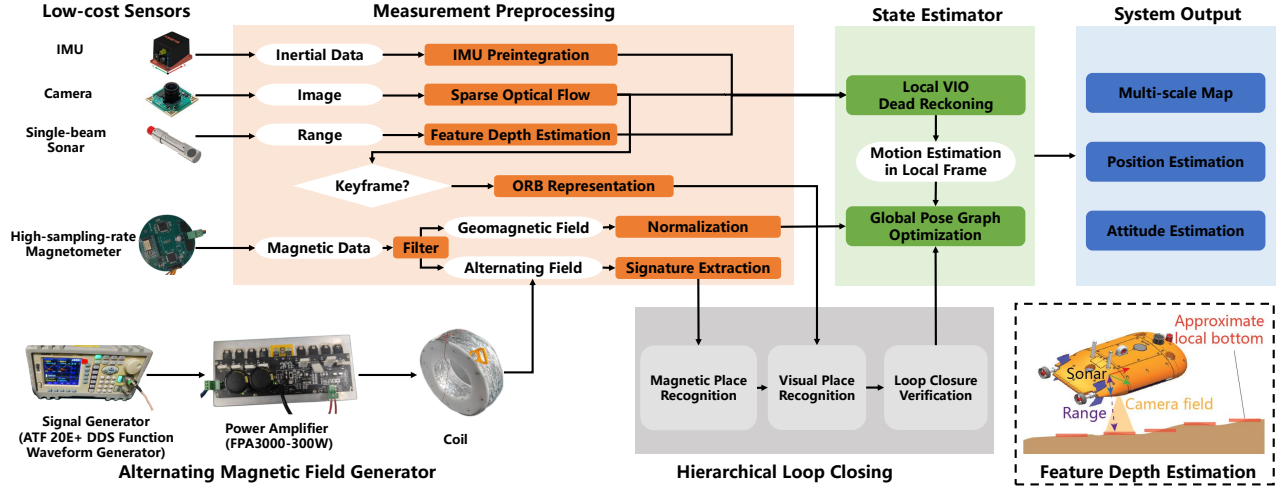 Low-cost Sensors
Measurement Preprocessing
State Estimator
System Output
IMU
Inertial Data
IMU Preintegration
Camera
Image
Sparse Optical Flow
Single-beam
Sonar
Range
Feature Depth Estimation
Local VIO
Dead Reckoning
Multi-scale Map
Keyframe?
ORB Representation
Motion Estimation
in Local Frame
Position Estimation
High-sampling-rate
Magnetometer
Magnetic Data
Filter
Geomagnetic Field
Normalization
Alternating Field
Signature Extraction
Global Pose Graph
Optimization
Attitude Estimation
Signal Generator
(ATF 20E+ DDS Function
Waveform Generator)
Power Amplifier
(FPA3000-300W)
Coil
Alternating Magnetic Field Generator
Magnetic Place
Recognition
Visual Place
Recognition
Loop Closure
Verification
Hierarchical Loop Closing
Approximate
local bottom
Sonar
Range
Camera field
Feature Depth Estimation